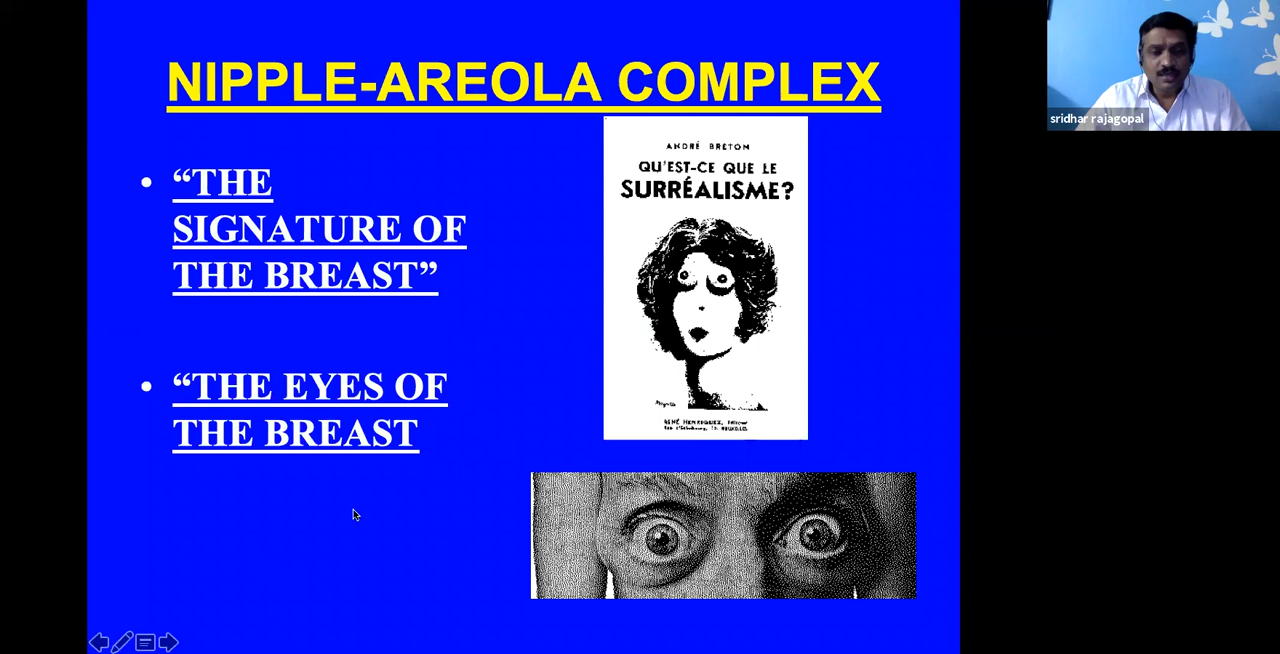 NIPPLE-AREOLA COMPLEX
sridhar rajagopal
• “THE
SIGNATURE OF
THE BREAST”
• “THE EYES OF
THE BREAST
ANDRÉ BRETON
QU'EST-CE QUE LE
SURRÉALISME?
RENÉ HENRIQUEZ,
BRUXELLES